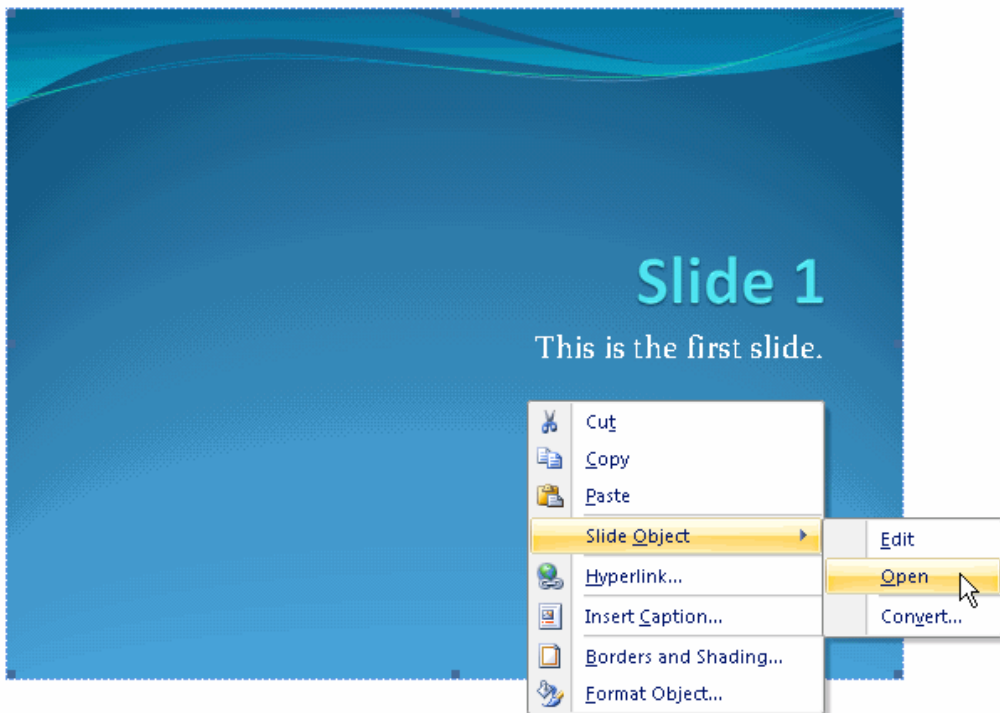 Slide 1
This is the first slide.
Cut
Copy
Paste
Slide Object
Edit
Open
Convert...
Hyperlink...
Insert Caption...
Borders and Shading...
Format Object...